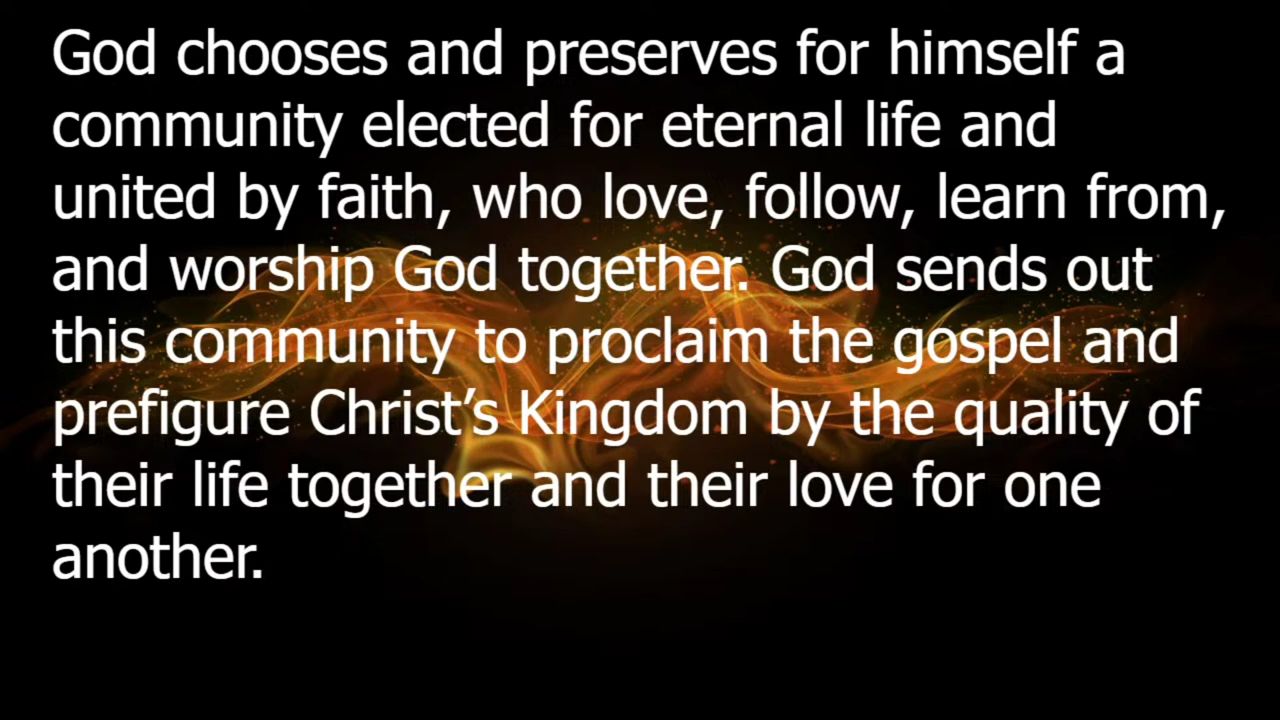 God chooses and preserves for himself a
community elected for eternal life and
united by faith, who love, follow, learn from,
and worship God together. God sends out
this community to proclaim the gospel and
prefigure Christ’s Kingdom by the quality of
their life together and their love for one
another.